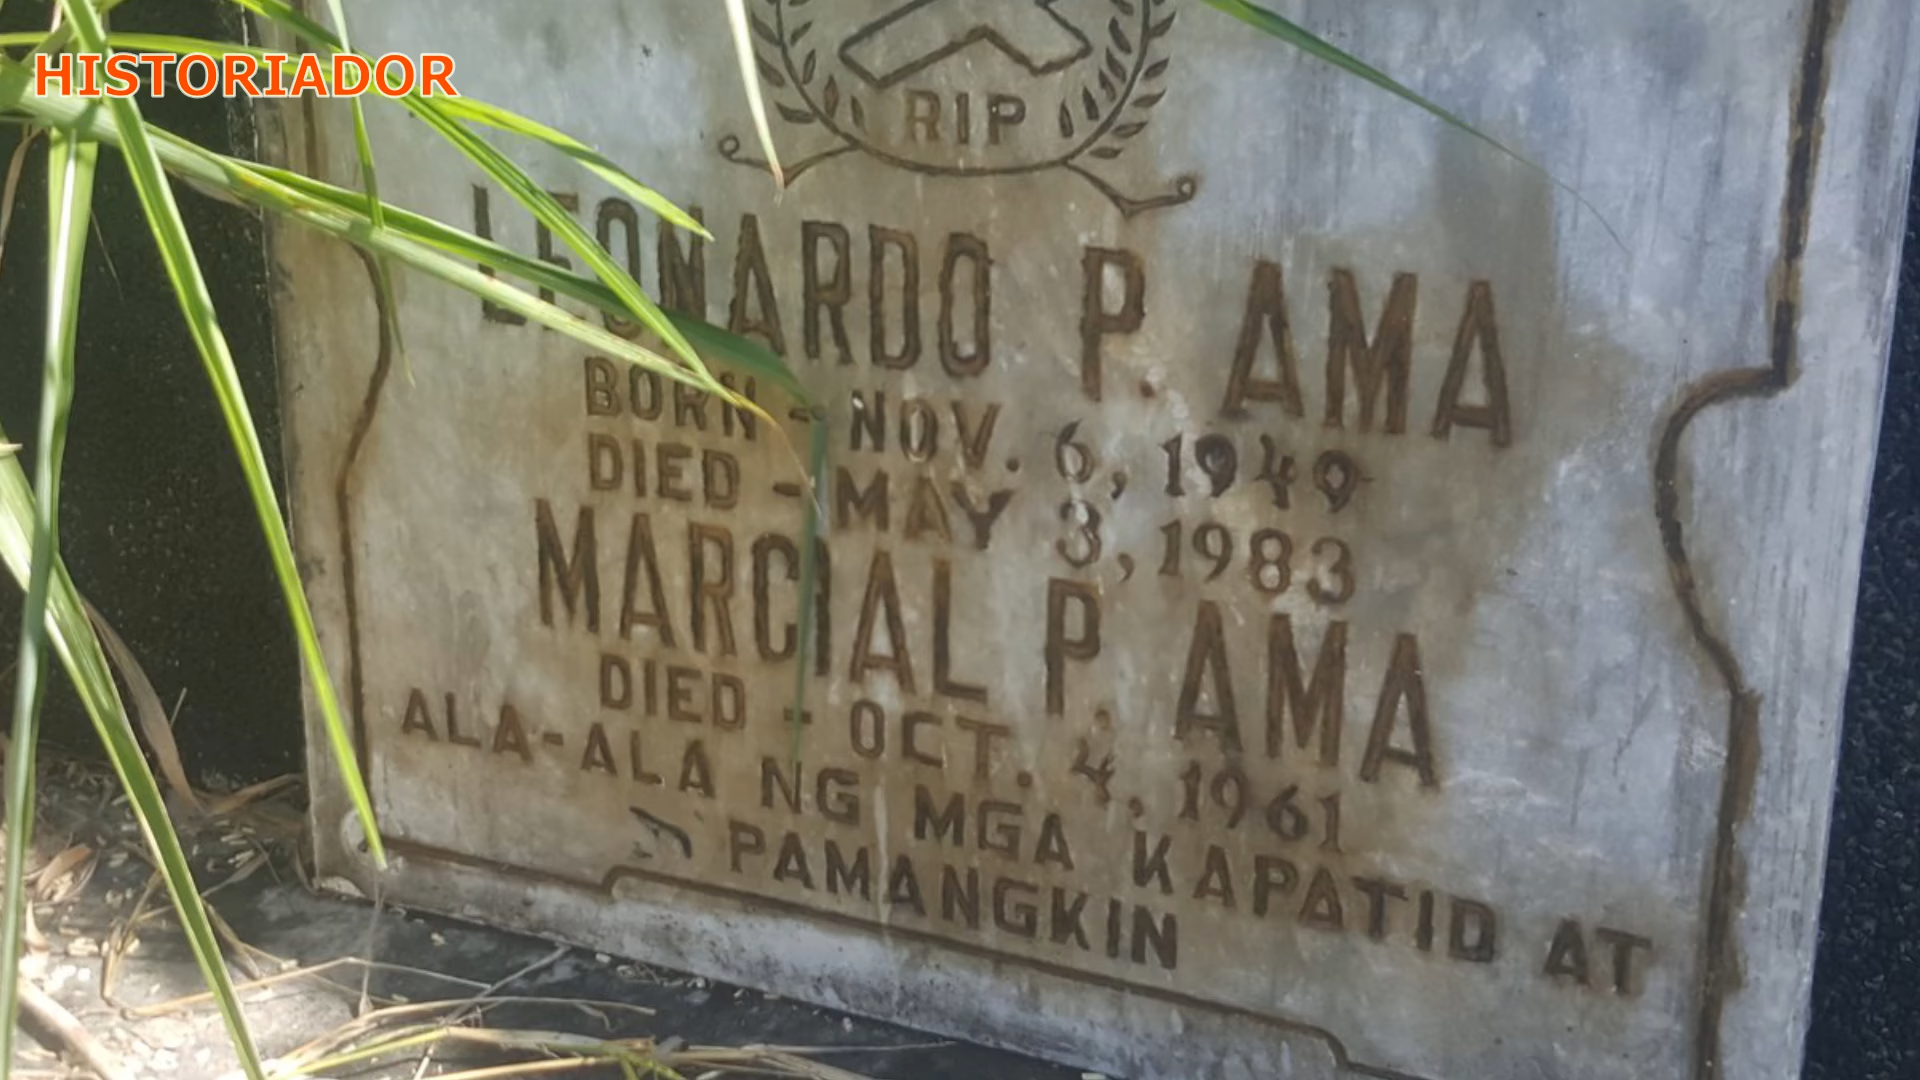 HISTORIADOR
RIP
LEONARDO P. AMA
BORN - NOV. 6, 1949
DIED - MAY 3, 1983
MARCIAL P. AMA
DIED - OCT. 4, 1961
ALA-ALA NG MGA KAPATID AT
PAMANGKIN